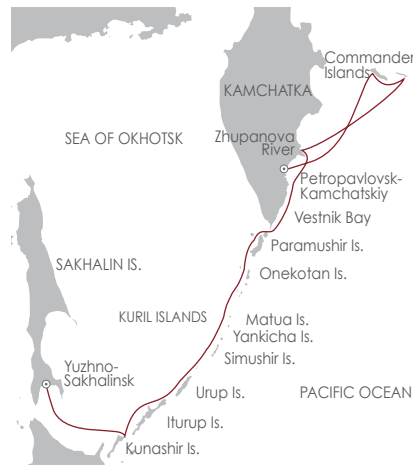 Commander
Islands
KAMCHATKA
SEA OF OKHOTSK
Zhupanova
River
Petropavlovsk-
Kamchatskiy
Vestnik Bay
Paramushir Is.
SAKHALIN IS.
Onekotan Is.
KURIL ISLANDS
Matua Is.
Yankicha Is.
Simushir Is.
Yuzhno-
Sakhalinsk
Urup Is.
PACIFIC OCEAN
Iturup Is.
Kunashir Is.